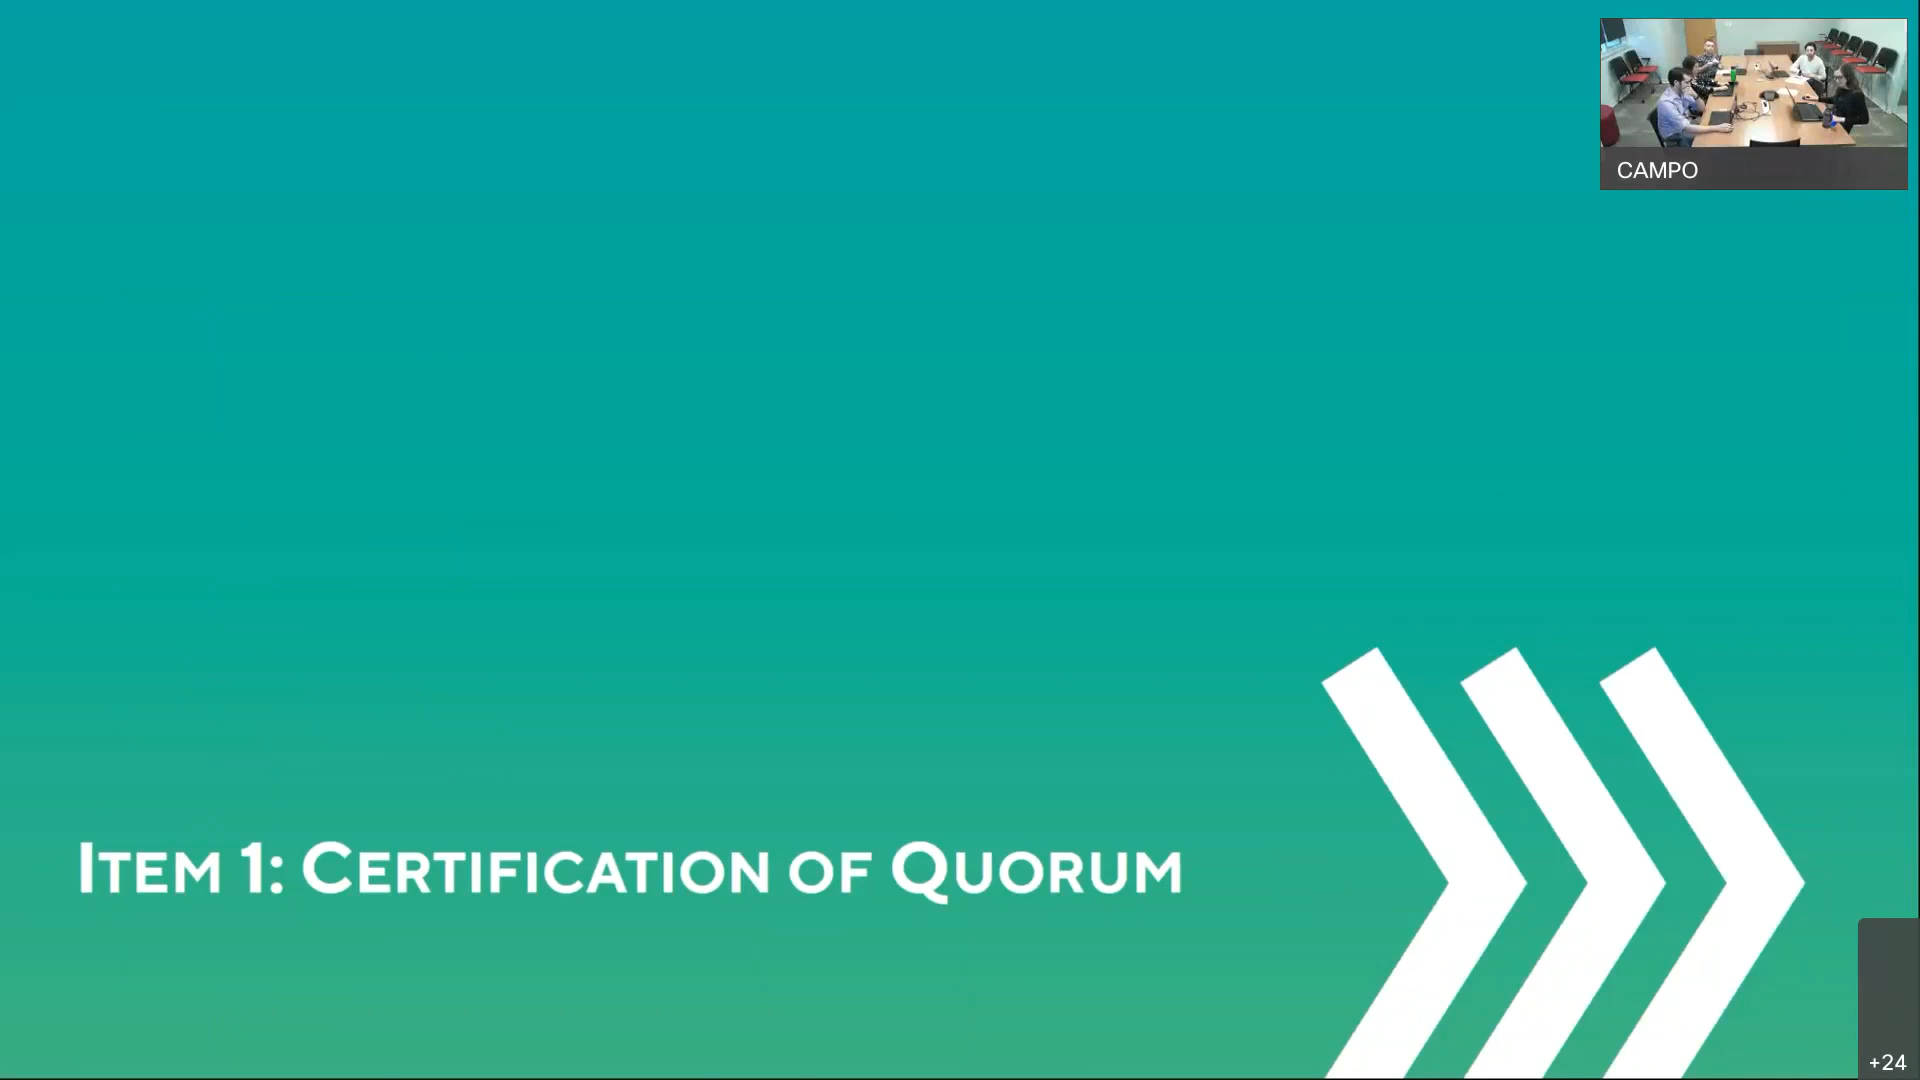 CAMPO
ITEM 1: CERTIFICATION OF QUORUM
+24